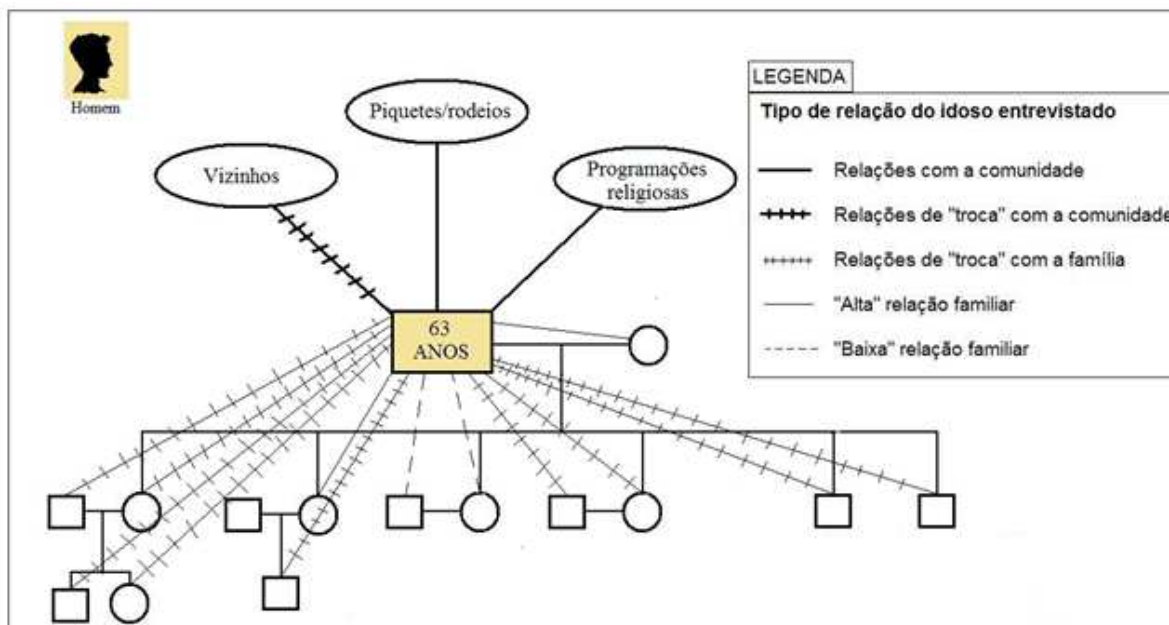 Homem
Piquetes/rodeios
Vizinhos
Programações
religiosas
63
ANOS
LEGENDA
Tipo de relação do idoso entrevistado
Relações com a comunidade
Relações de "troca" com a comunidade
Relações de "troca" com a família
"Alta" relação familiar
"Baixa" relação familiar